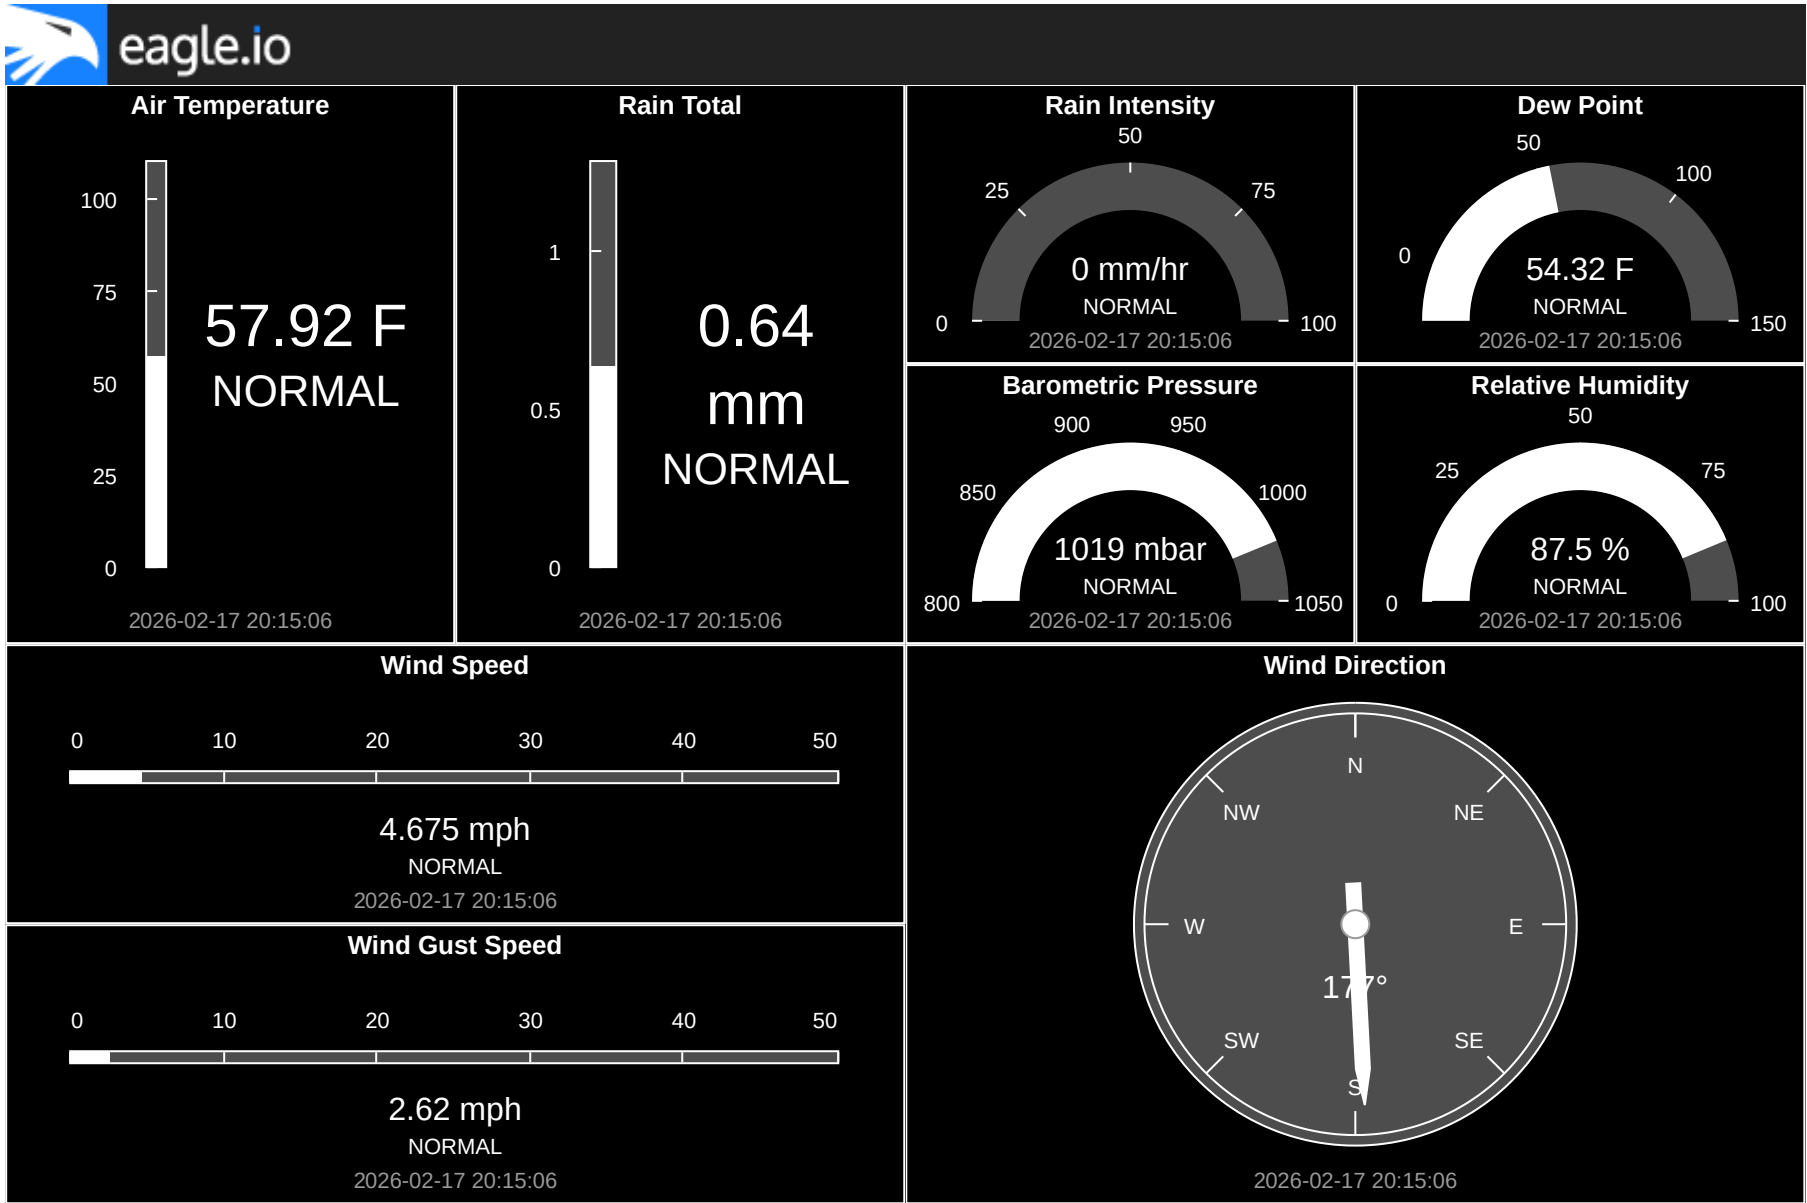 eagle.io
Air Temperature
100
75
50
25
0
57.92 F
NORMAL
2026-02-17 20:15:06
Rain Total
1
0.5
0
0.64
mm
NORMAL
2026-02-17 20:15:06
Rain Intensity
0
25
50
75
100
0 mm/hr
NORMAL
2026-02-17 20:15:06
Dew Point
0
50
100
150
54.32 F
NORMAL
2026-02-17 20:15:06
Barometric Pressure
800
850
900
950
1000
1050
1019 mbar
NORMAL
2026-02-17 20:15:06
Relative Humidity
0
25
50
75
100
87.5 %
NORMAL
2026-02-17 20:15:06
Wind Speed
0 10 20 30 40 50
4.675 mph
NORMAL
2026-02-17 20:15:06
Wind Gust Speed
0 10 20 30 40 50
2.62 mph
NORMAL
2026-02-17 20:15:06
Wind Direction
N
NW NE
W E
177°
SW SE
S
2026-02-17 20:15:06